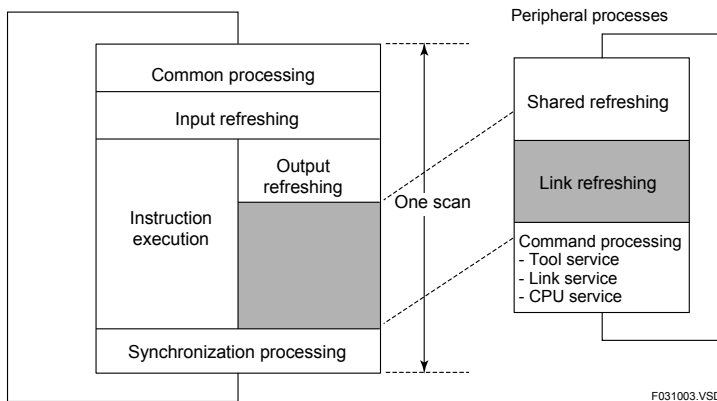 Peripheral processes
Common processing
Input refreshing
Instruction
execution
Output
refreshing
One scan
Synchronization processing
Shared refreshing
Link refreshing
Command processing
- Tool service
- Link service
- CPU service
F031003.VSD